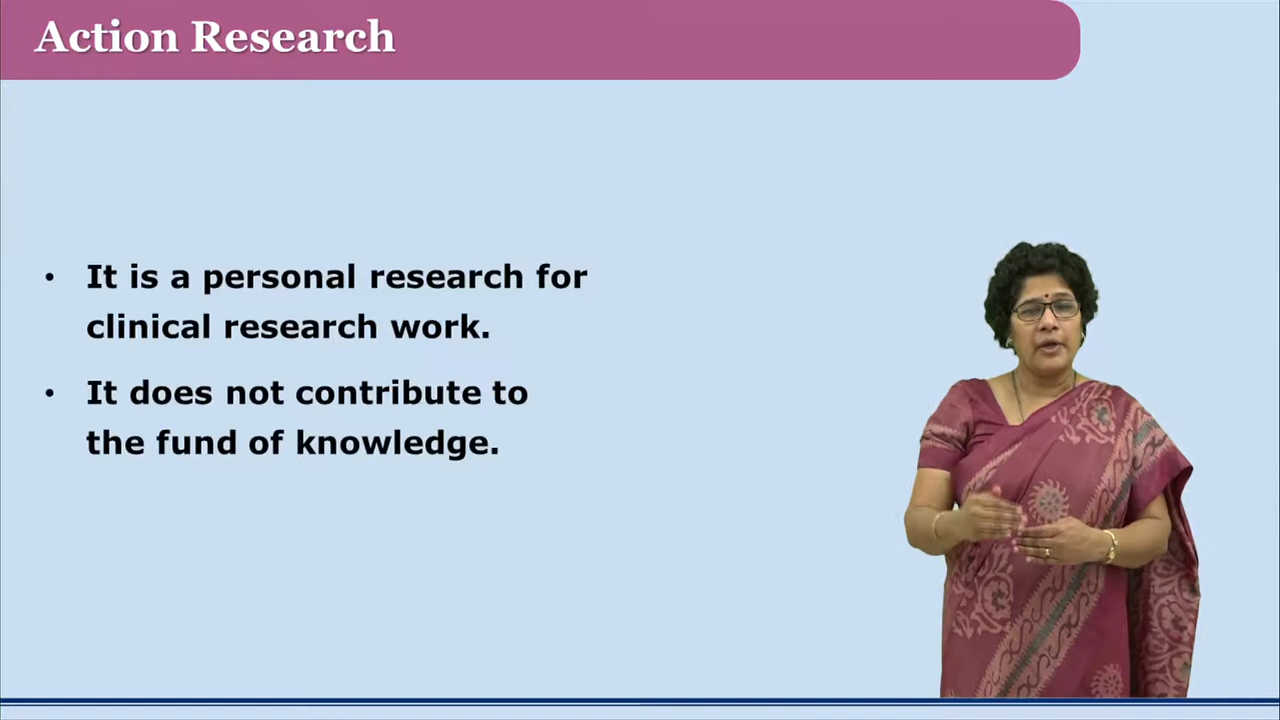 Action Research
• It is a personal research for
clinical research work.
• It does not contribute to
the fund of knowledge.